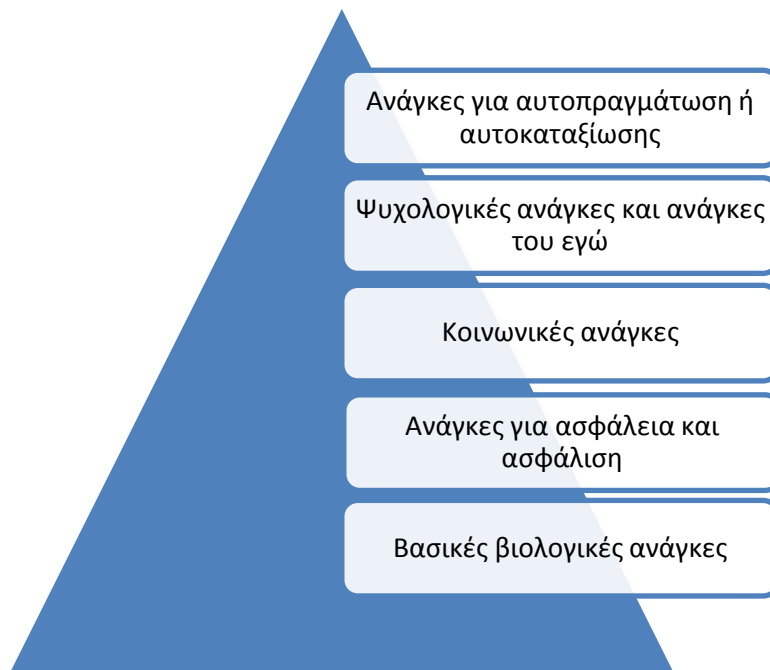 Ανάγκες για αυτοπραγμάτωση ή
αυτοκαταξίωσης
Ψυχολογικές ανάγκες και ανάγκες
του εγώ
Κοινωνικές ανάγκες
Ανάγκες για ασφάλεια και
ασφάλιση
Βασικές βιολογικές ανάγκες